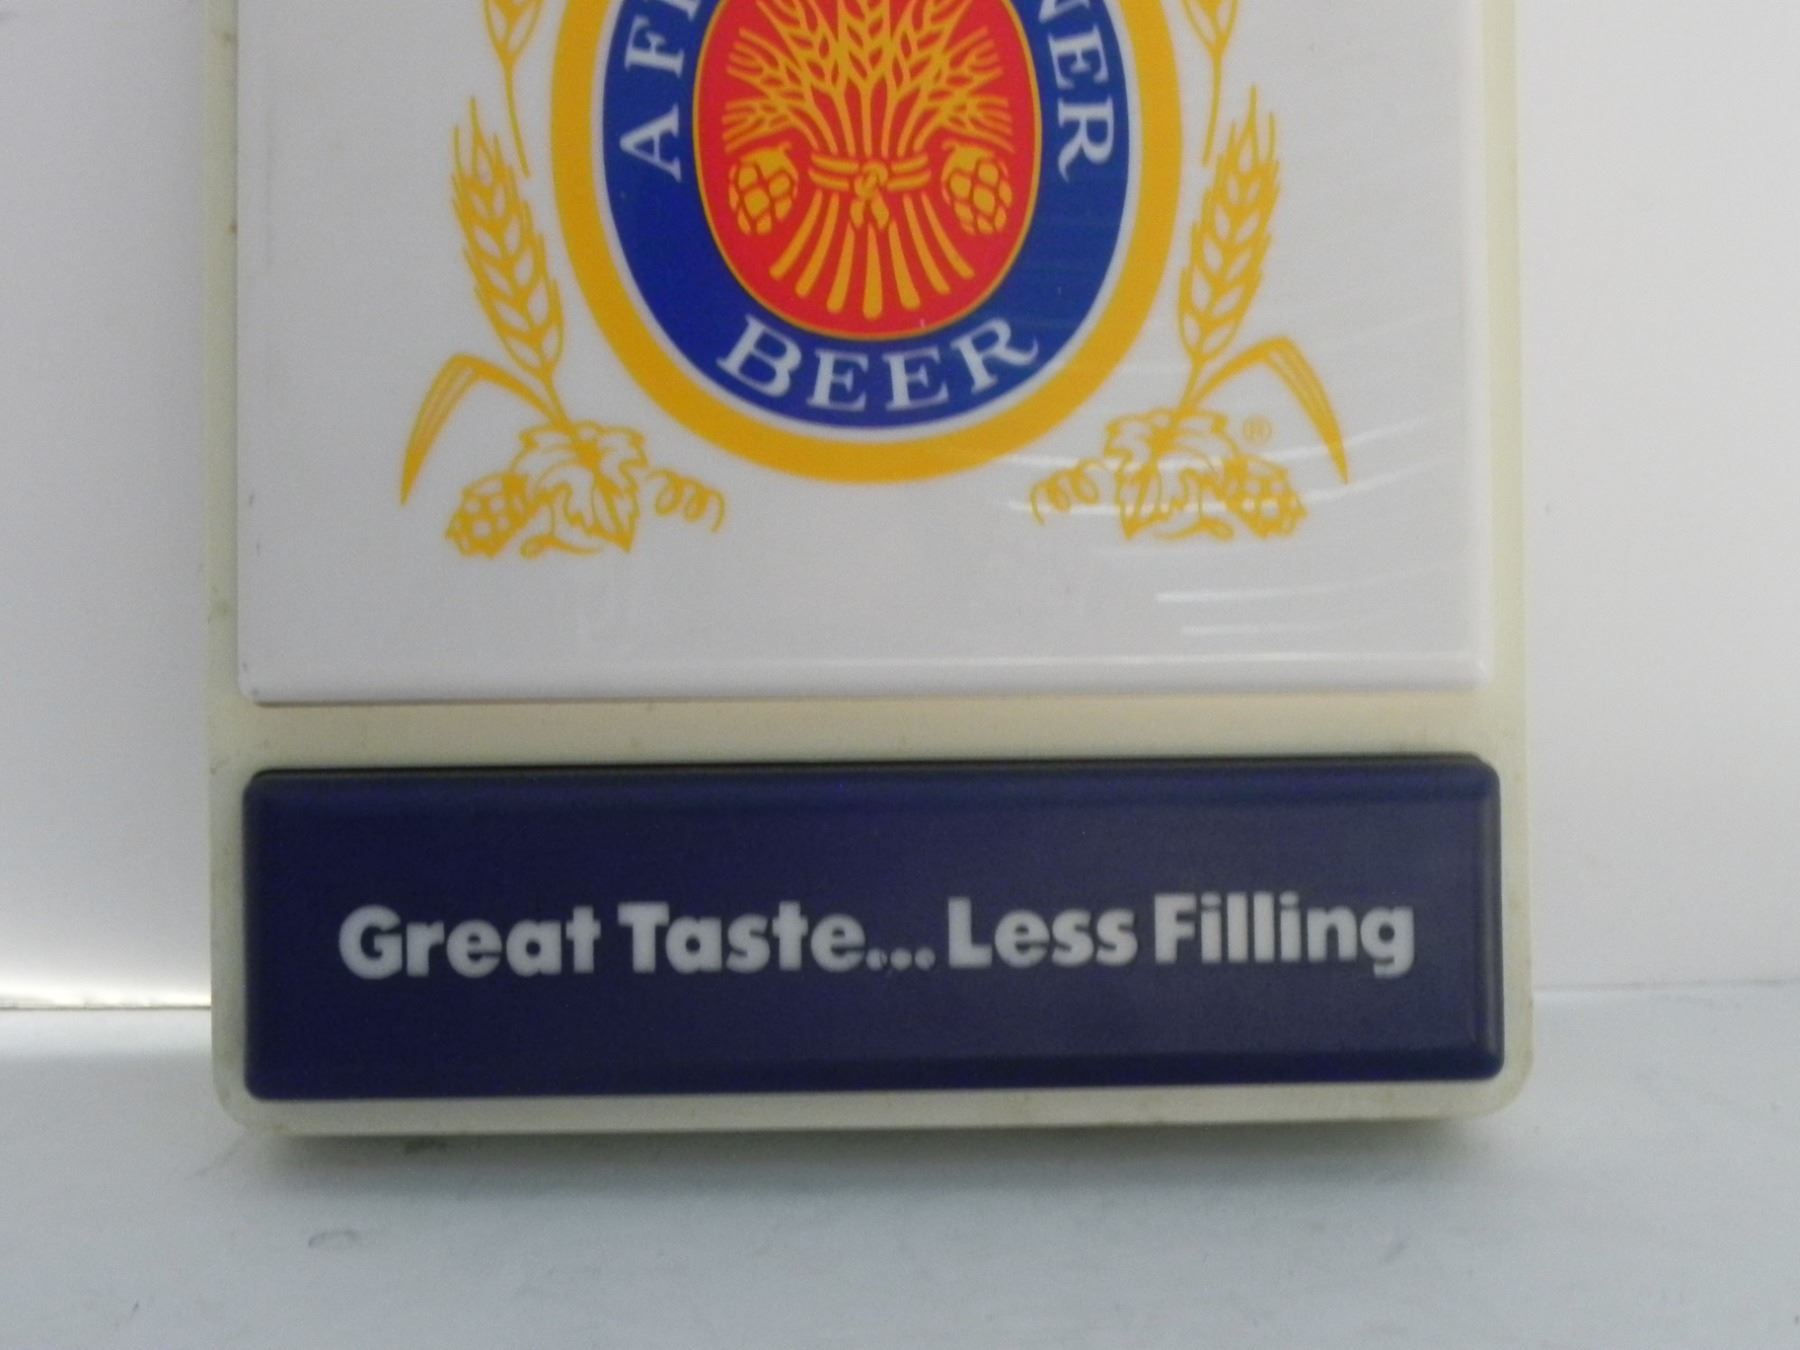 BEER
®
Great Taste...Less Filling